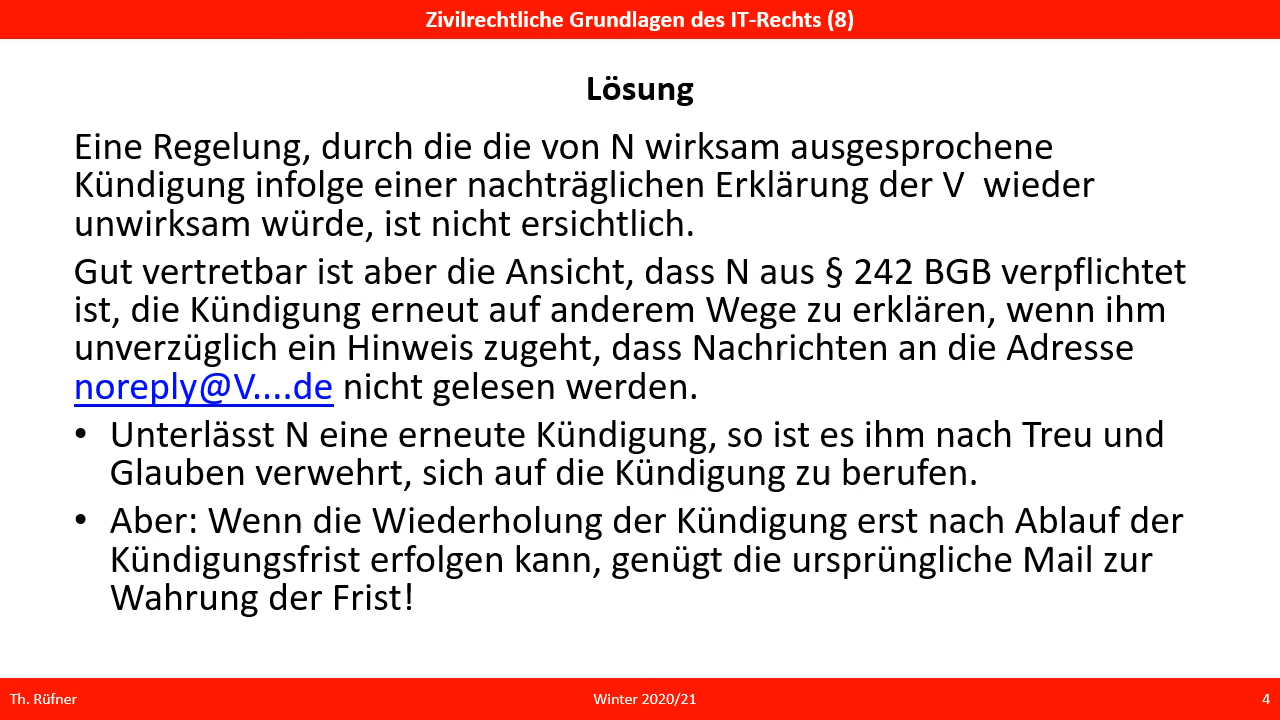 Zivilrechtliche Grundlagen des IT-Rechts (8)
Lösung
Eine Regelung, durch die die von N wirksam ausgesprochene
Kündigung infolge einer nachträglichen Erklärung der V  wieder
unwirksam würde, ist nicht ersichtlich.
Gut vertretbar ist aber die Ansicht, dass N aus § 242 BGB verpflichtet
ist, die Kündigung erneut auf anderem Wege zu erklären, wenn ihm
unverzüglich ein Hinweis zugeht, dass Nachrichten an die Adresse
noreply@V....de nicht gelesen werden.
• Unterlässt N eine erneute Kündigung, so ist es ihm nach Treu und
Glauben verwehrt, sich auf die Kündigung zu berufen.
• Aber: Wenn die Wiederholung der Kündigung erst nach Ablauf der
Kündigungsfrist erfolgen kann, genügt die ursprüngliche Mail zur
Wahrung der Frist!
Th. Rüfner
Winter 2020/21
4